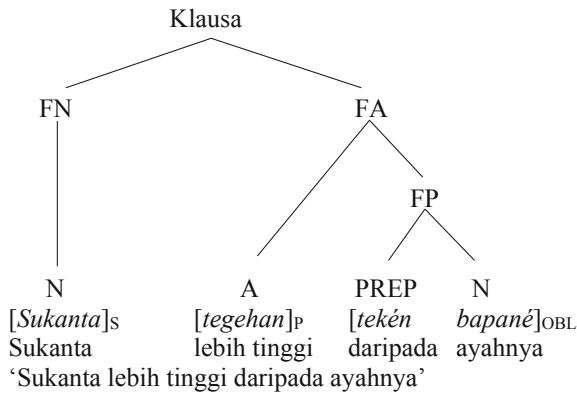 Klausa
FN FA
FP
N A PREP N
[Sukanta]S [tegehan]P [tekén bapané]OBL
Sukanta lebih tinggi daripada ayahnya
‘Sukanta lebih tinggi daripada ayahnya’